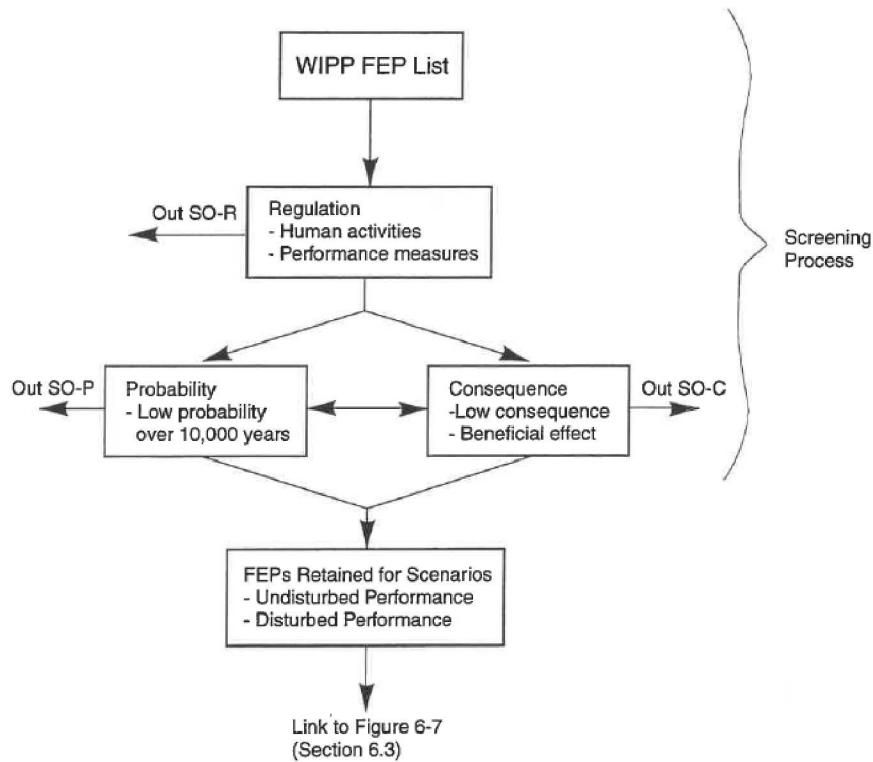 WIPP FEP List
Out SO-R
Regulation
- Human activities
- Performance measures
Screening
Process
Out SO-P
Probability
- Low probability
over 10,000 years
Consequence
-Low consequence
- Beneficial effect
Out SO-C
FEPs Retained for Scenarios
- Undisturbed Performance
- Disturbed Performance
Link to Figure 6-7
(Section 6.3)